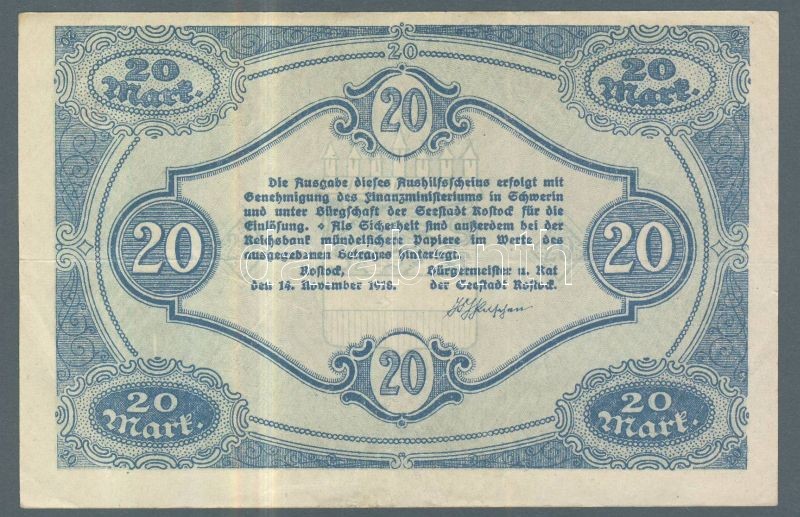 20
20 Mark.
20 Mark.
20
Die Ausgabe dieses Aushilfsscheins erfolgt mit
Genehmigung des Finanzministeriums in Schwerin
und unter Bürgschaft der Seestadt Rostock für die
Einlösung. Als Sicherheit sind außerdem bei der
Reichsbank mündelsichere Papiere im Werte des
ausgegebenen Betrages hinterlegt.
20
20
Rostock,
den 14. November 1918.
Bürgermeister u. Rat
der Seestadt Rostock.
20
20 Mark.
20 Mark.